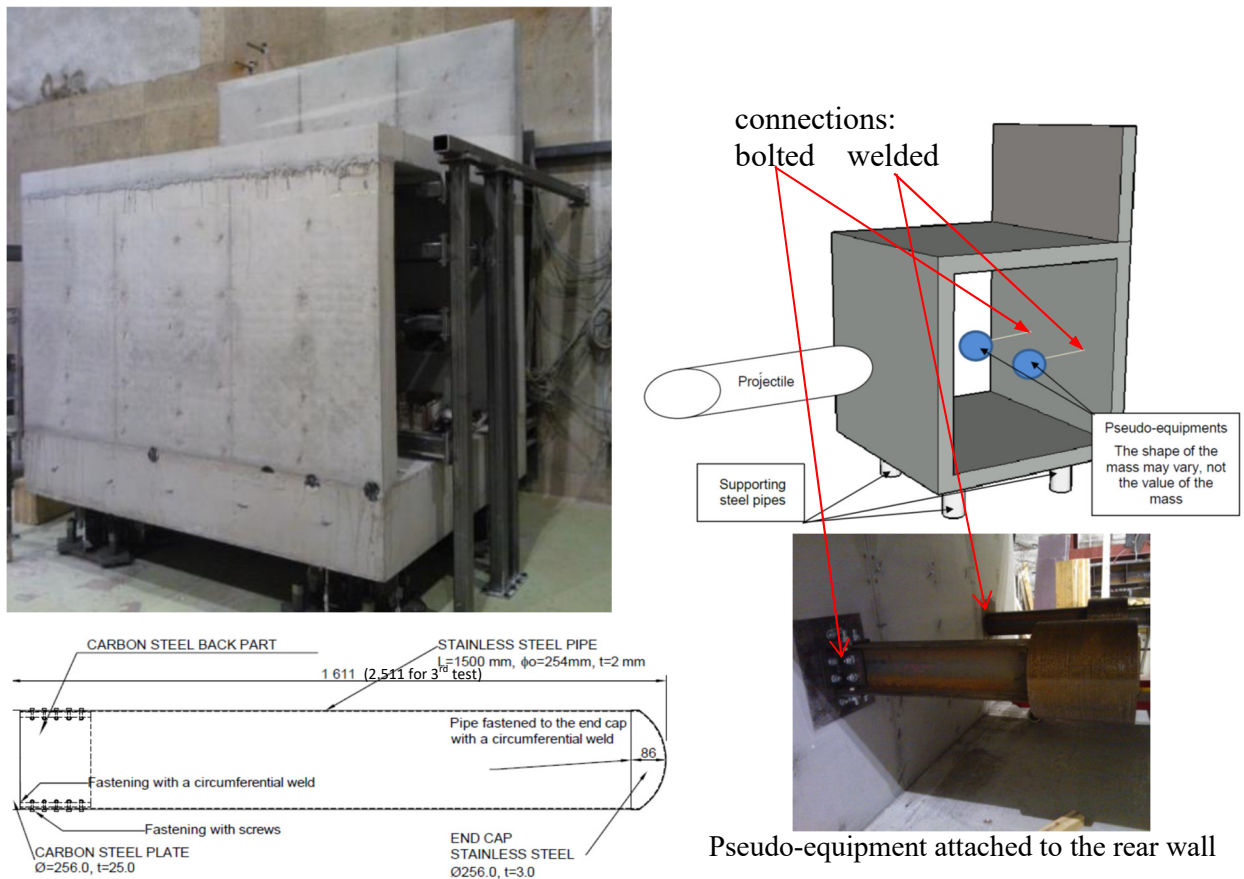 connections:
bolted welded
Projectile
Pseudo-equipments
The shape of the
mass may vary, not
the value of the
mass
Supporting
steel pipes
CARBON STEEL BACK PART
STAINLESS STEEL PIPE
L=1500 mm, ϕo=254mm, t=2 mm
1 611 (2,511 for 3rd test)
Pipe fastened to the end cap
with a circumferential weld
86
Fastening with a circumferential weld
Fastening with screws
CARBON STEEL PLATE
Ø=256.0, t=25.0
END CAP
STAINLESS STEEL
Ø256.0, t=3.0
Pseudo-equipment attached to the rear wall